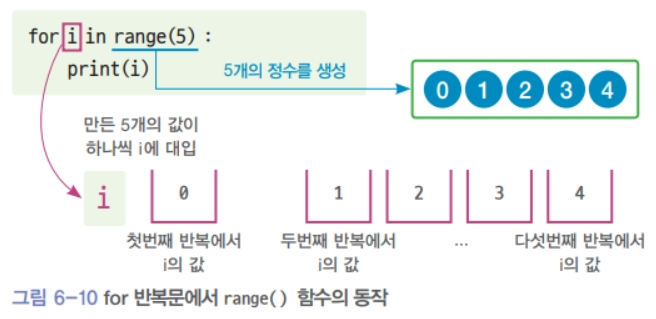 for i in range(5) :
print(i)
5개의 정수를 생성
0 1 2 3 4
만든 5개의 값이
하나씩 i에 대입
i 0 1 2 3 4
첫번째 반복에서 두번째 반복에서 ... 다섯번째 반복에서
i의 값 i의 값 i의 값
그림 6-10 for 반복문에서 range() 함수의 동작